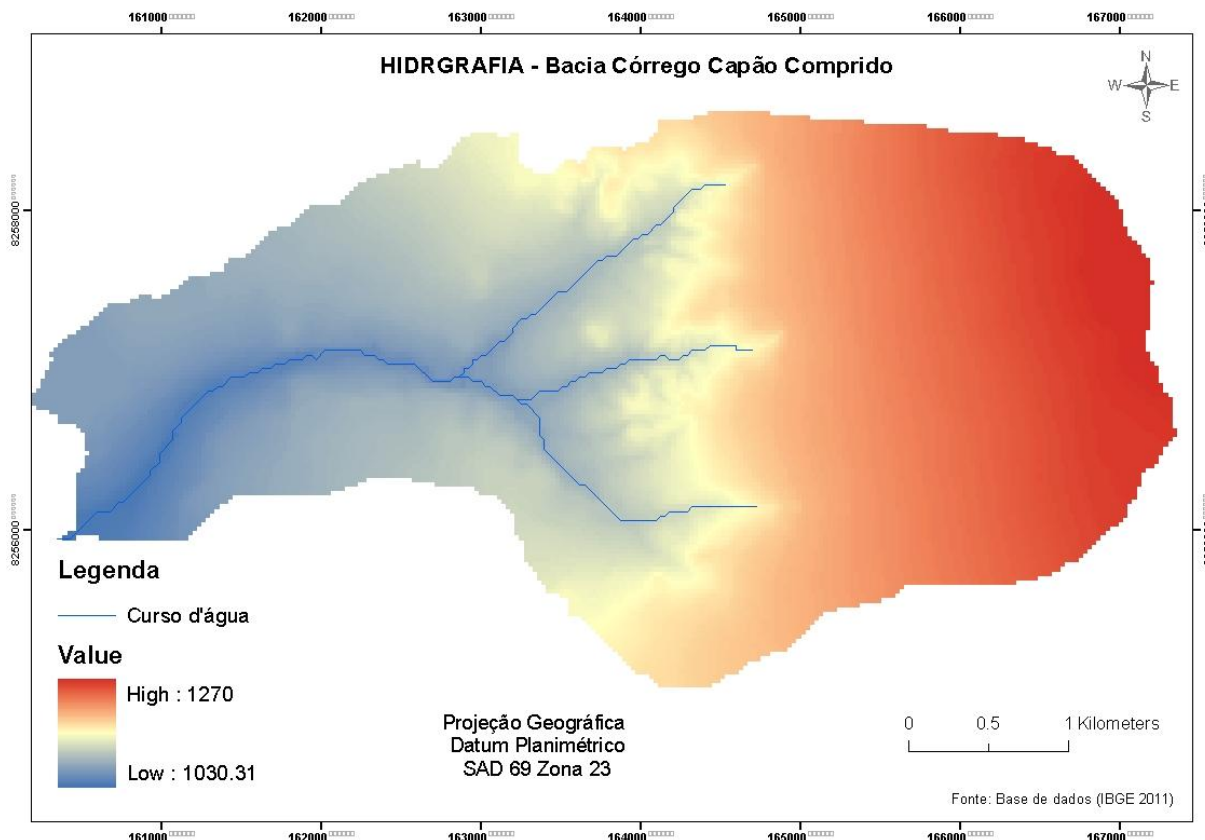 161000 162000 163000 164000 165000 166000 167000
HIDRGRAFIA - Bacia Córrego Capão Comprido
N
W E
S
8268000
8266000
Legenda
Curso d'água
Value
High : 1270
Low : 1030.31
Projeção Geográfica
Datum Planimétrico
SAD 69 Zona 23
0 0.5 1 Kilometers
Fonte: Base de dados (IBGE 2011)
161000 162000 163000 164000 165000 166000 167000